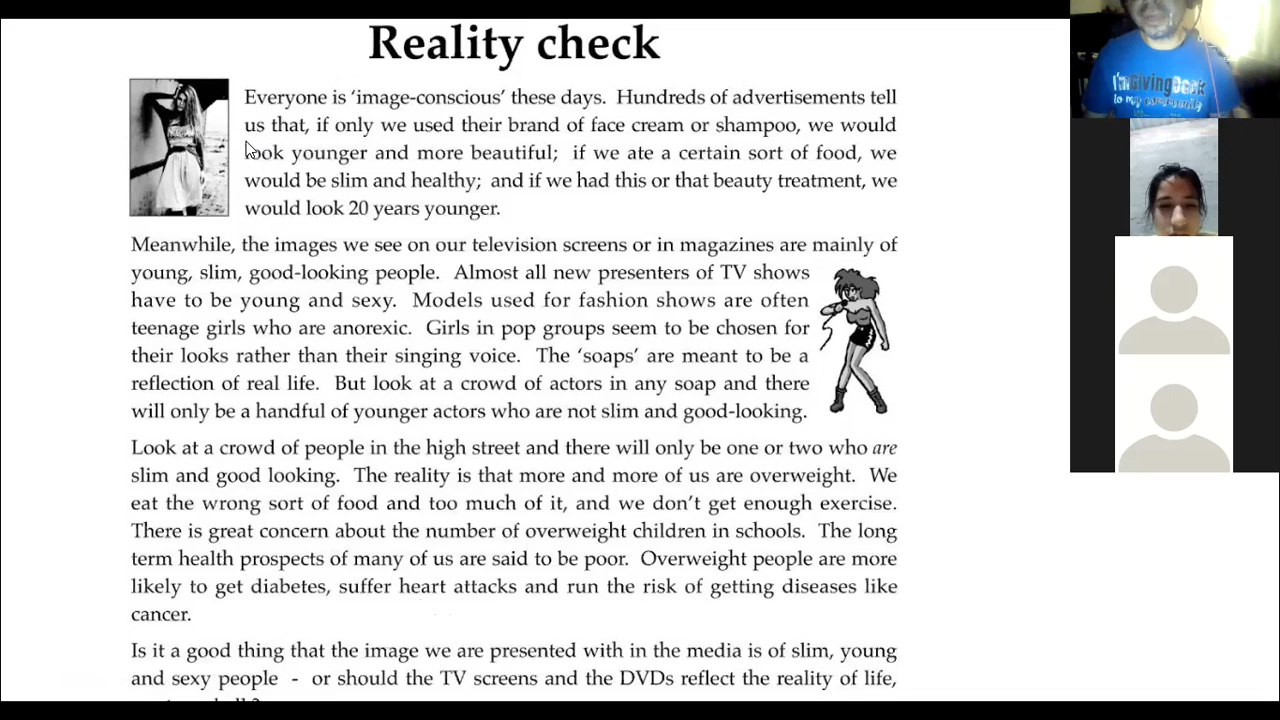 Reality check
Everyone is ‘image-conscious’ these days. Hundreds of advertisements tell
us that, if only we used their brand of face cream or shampoo, we would
look younger and more beautiful; if we ate a certain sort of food, we
would be slim and healthy; and if we had this or that beauty treatment, we
would look 20 years younger.
Meanwhile, the images we see on our television screens or in magazines are mainly of
young, slim, good-looking people. Almost all new presenters of TV shows
have to be young and sexy. Models used for fashion shows are often
teenage girls who are anorexic. Girls in pop groups seem to be chosen for
their looks rather than their singing voice. The ‘soaps’ are meant to be a
reflection of real life. But look at a crowd of actors in any soap and there
will only be a handful of younger actors who are not slim and good-looking.
Look at a crowd of people in the high street and there will only be one or two who are
slim and good looking. The reality is that more and more of us are overweight. We
eat the wrong sort of food and too much of it, and we don’t get enough exercise.
There is great concern about the number of overweight children in schools. The long
term health prospects of many of us are said to be poor. Overweight people are more
likely to get diabetes, suffer heart attacks and run the risk of getting diseases like
cancer.
Is it a good thing that the image we are presented with in the media is of slim, young
and sexy people - or should the TV screens and the DVDs reflect the reality of life,
I'm Giving Back
to my community